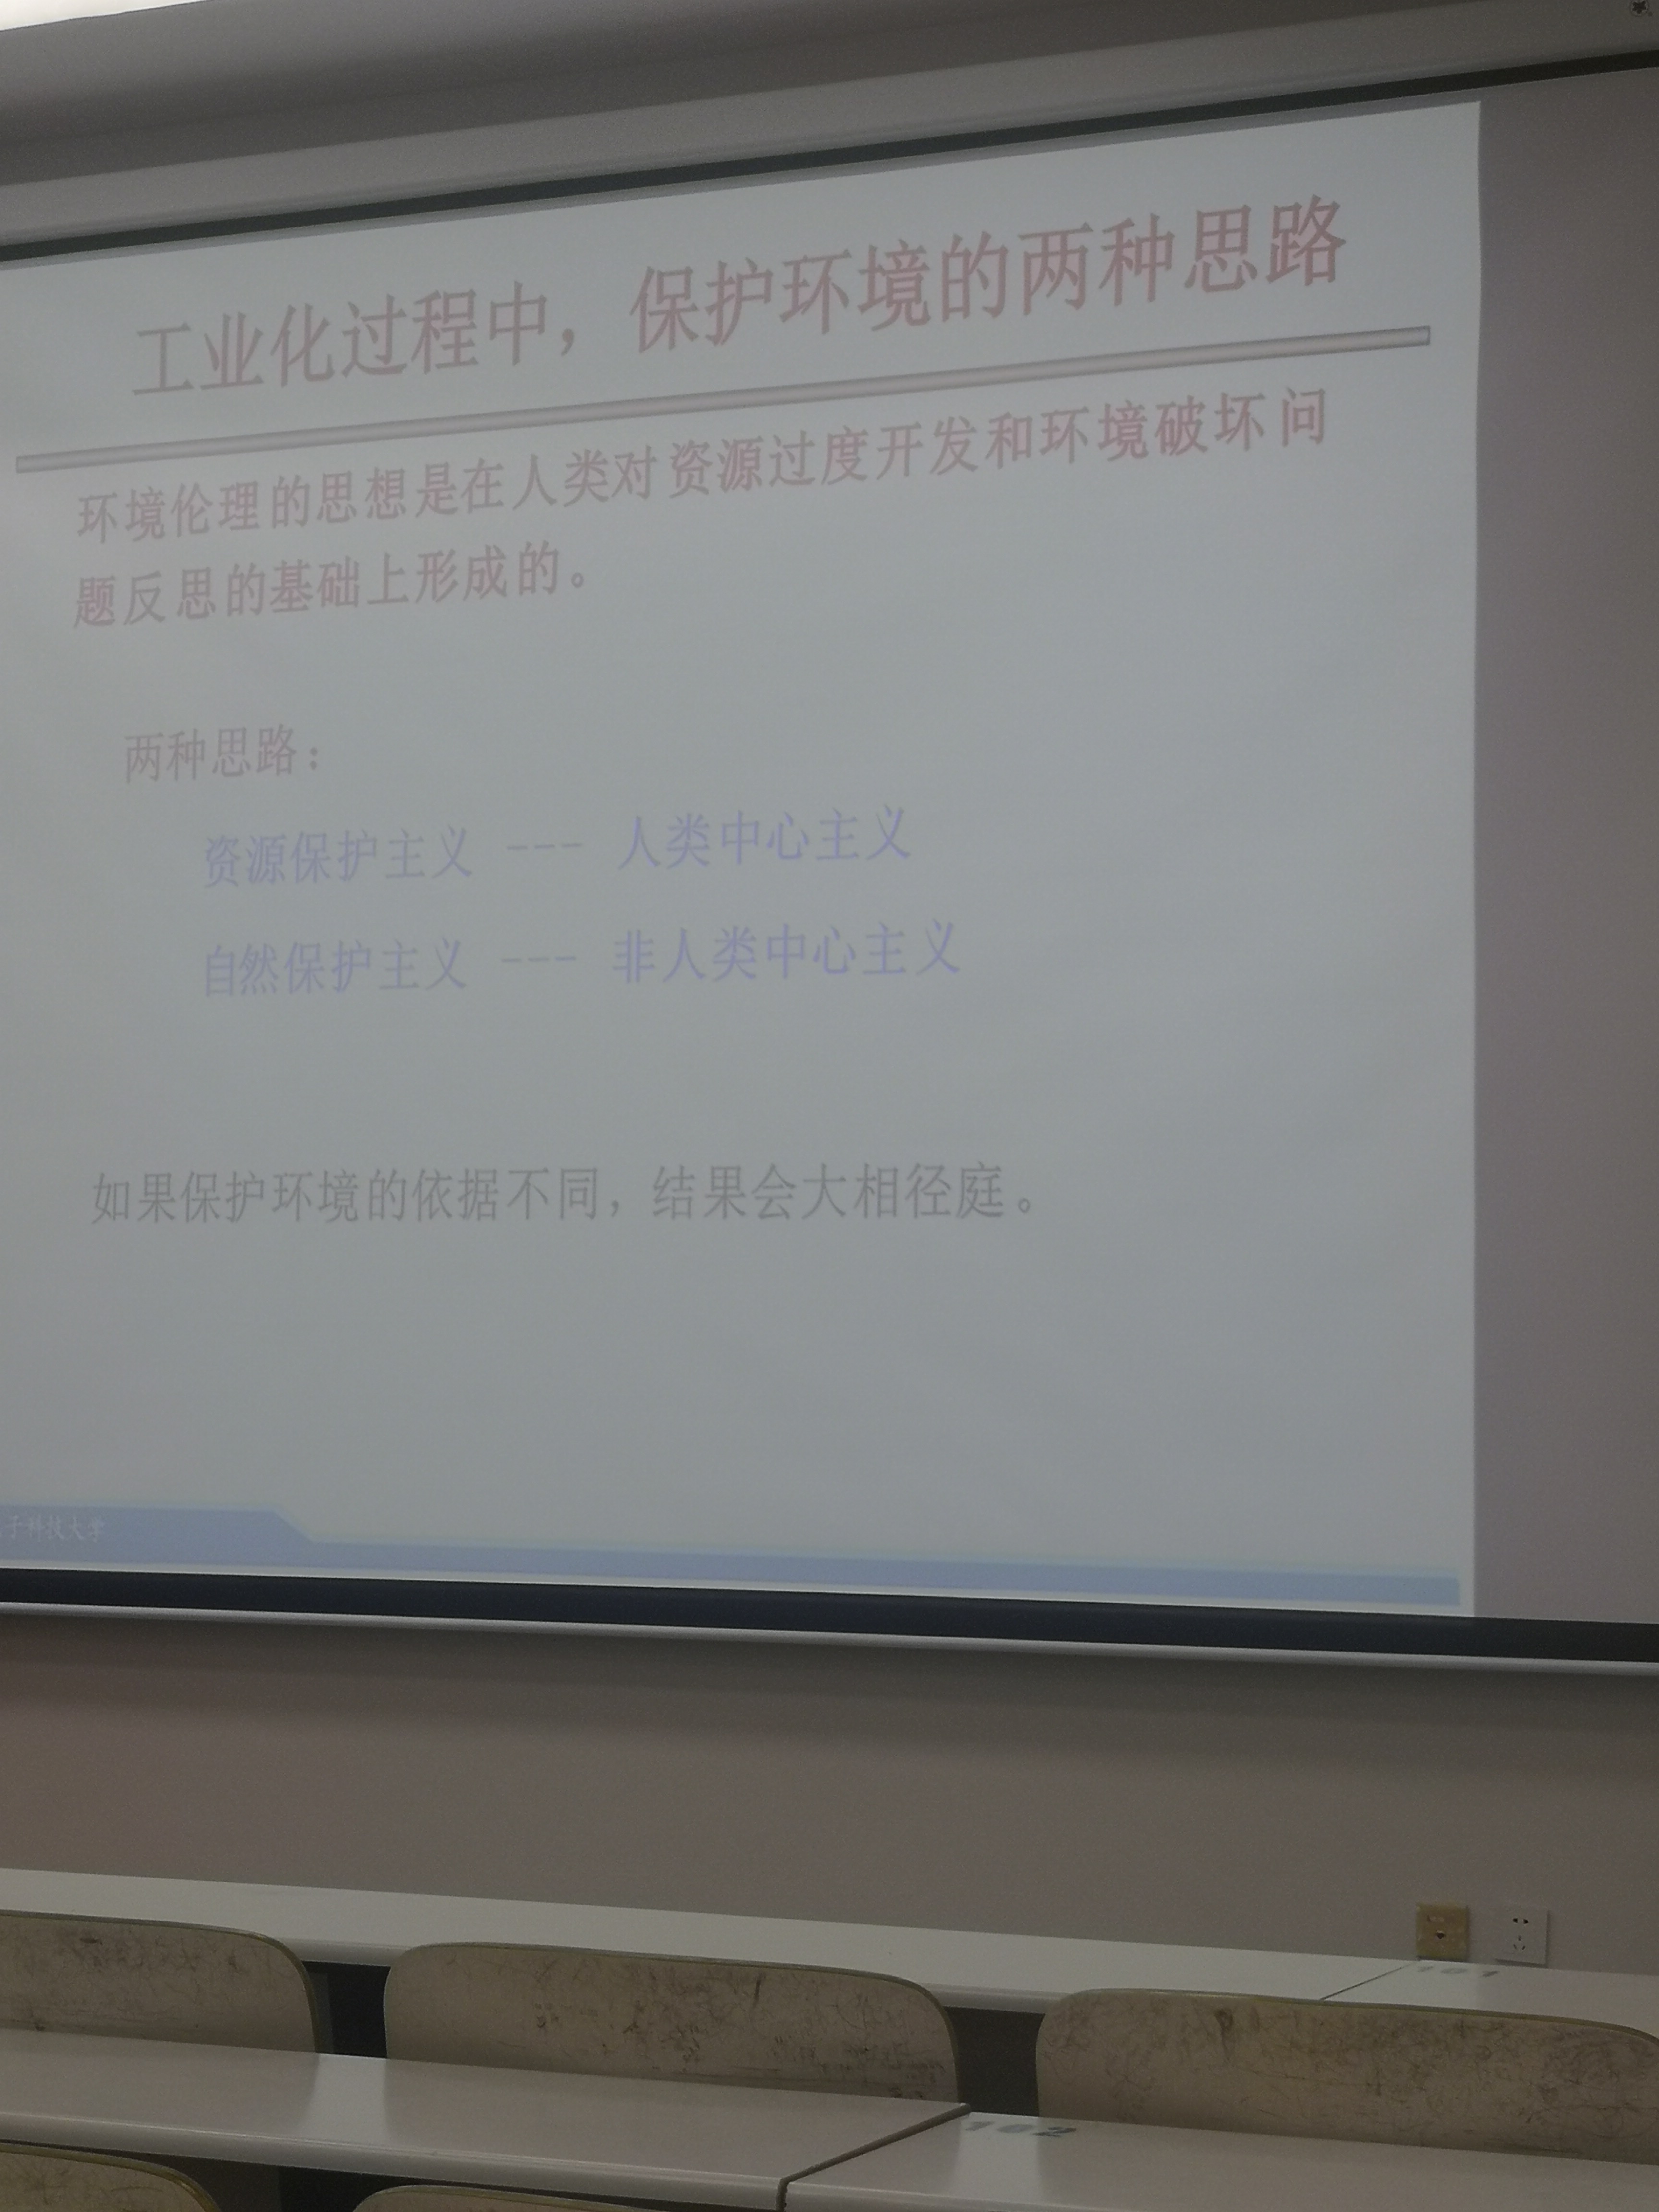 工业化过程中，保护环境的两种思路
环境伦理的思想是在人类对资源过度开发和环境破坏问
题反思的基础上形成的。
两种思路：
资源保护主义 --- 人类中心主义
自然保护主义 --- 非人类中心主义
如果保护环境的依据不同，结果会大相径庭。
子科技大学
101
102